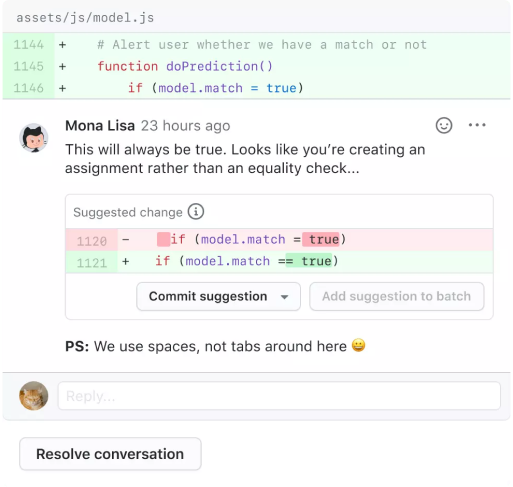 assets/js/model.js
1144 + # Alert user whether we have a match or not
1145 + function doPrediction()
1146 + if (model.match = true)
Mona Lisa 23 hours ago
This will always be true. Looks like you’re creating an
assignment rather than an equality check...
Suggested change
1120 - if (model.match = true)
1121 + if (model.match == true)
Commit suggestion
Add suggestion to batch
PS: We use spaces, not tabs around here 😀
Reply...
Resolve conversation